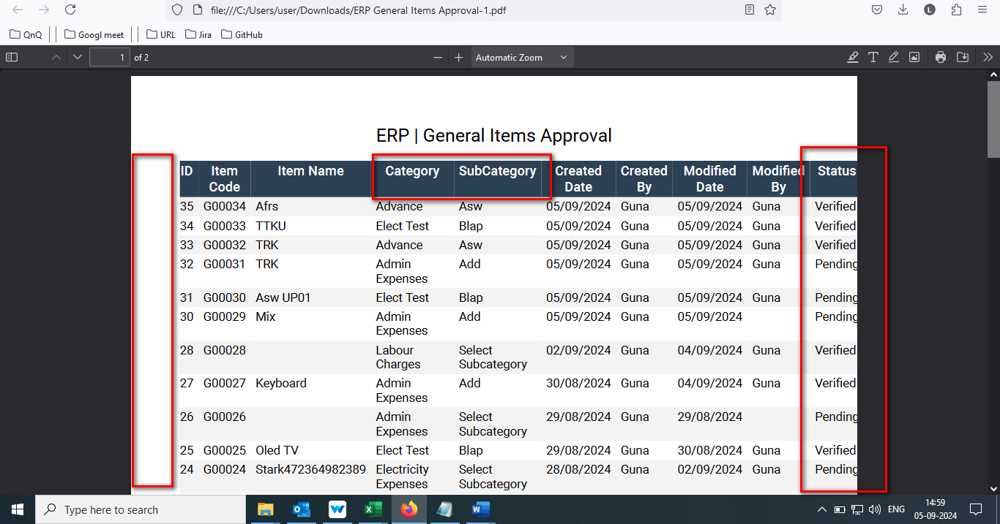 file:///C:/Users/user/Downloads/ERP General Items Approval-1.pdf
L
QnQ Googl meet URL Jira GitHub
1 of 2 Automatic Zoom
ERP | General Items Approval
ID Item Code Item Name Category SubCategory Created Date Created By Modified Date Modified By Status
35 G00034 Afrs Advance Asw 05/09/2024 Guna 05/09/2024 Guna Verified
34 G00033 TTKU Elect Test Blap 05/09/2024 Guna 05/09/2024 Guna Verified
33 G00032 TRK Advance Asw 05/09/2024 Guna 05/09/2024 Guna Verified
32 G00031 TRK Admin Expenses Add 05/09/2024 Guna 05/09/2024 Guna Pending
31 G00030 Asw UP01 Elect Test Blap 05/09/2024 Guna 05/09/2024 Guna Pending
30 G00029 Mix Admin Expenses Add 05/09/2024 Guna 05/09/2024 Pending
28 G00028 Labour Charges Select Subcategory 02/09/2024 Guna 04/09/2024 Guna Verified
27 G00027 Keyboard Admin Expenses Add 30/08/2024 Guna 04/09/2024 Guna Verified
26 G00026 Admin Expenses Select Subcategory 29/08/2024 Guna 29/08/2024 Pending
25 G00025 Oled TV Elect Test Blap 29/08/2024 Guna 30/08/2024 Guna Verified
24 G00024 Stark472364982389 Electricity Expenses Select Subcategory 28/08/2024 Guna 02/09/2024 Guna Pending
Type here to search
ENG
14:59
05-09-2024